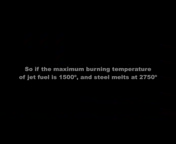 So if the maximum burning temperature
of jet fuel is 1500°, and steel melts at 2750°